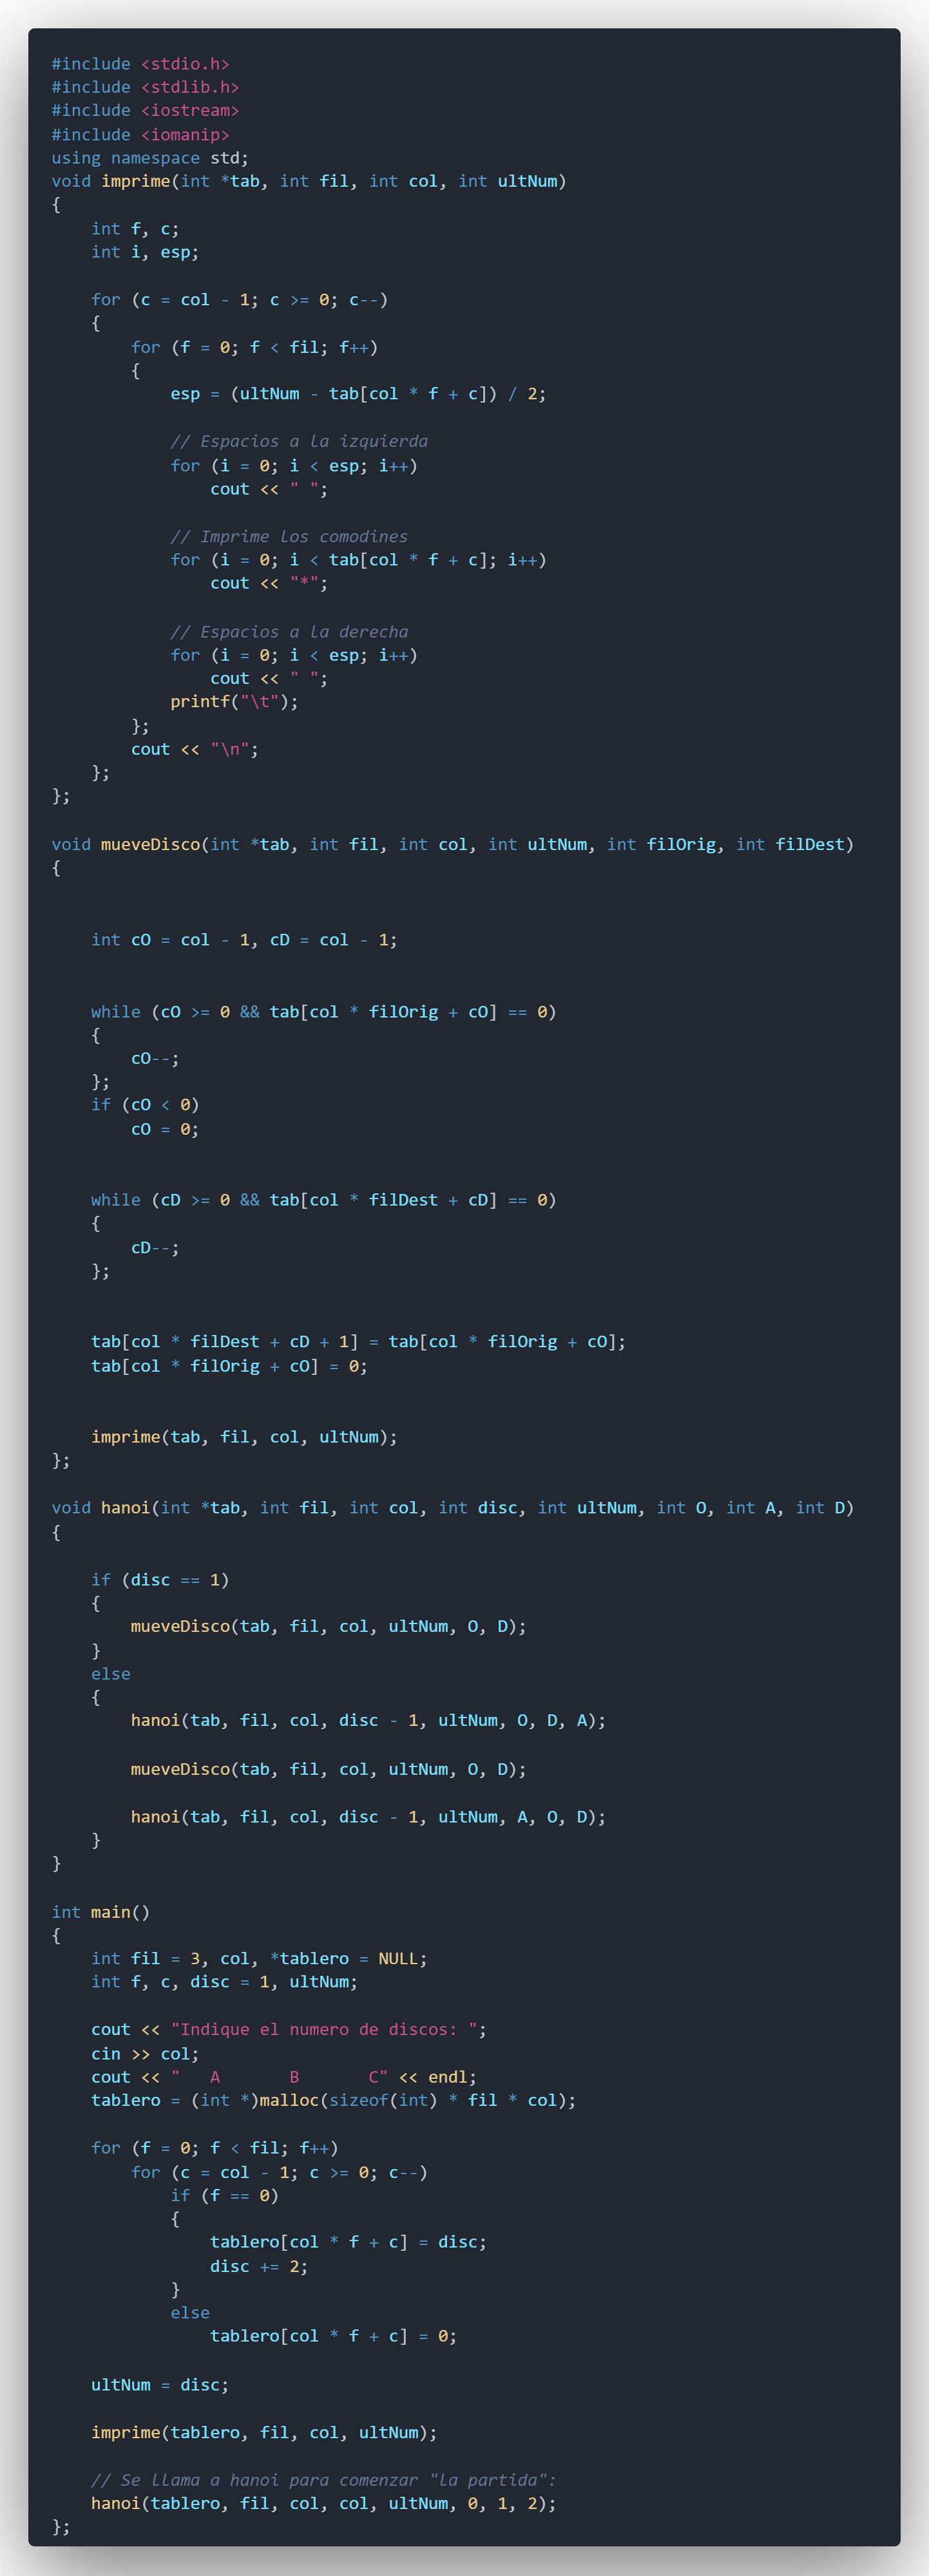 #include <stdio.h>
#include <stdlib.h>
#include <iostream>
#include <iomanip>
using namespace std;
void imprime(int *tab, int fil, int col, int ultNum)
{
    int f, c;
    int i, esp;

    for (c = col - 1; c >= 0; c--)
    {
        for (f = 0; f < fil; f++)
        {
            esp = (ultNum - tab[col * f + c]) / 2;

            // Espacios a la izquierda
            for (i = 0; i < esp; i++)
                cout << " ";

            // Imprime los comodines
            for (i = 0; i < tab[col * f + c]; i++)
                cout << "*";

            // Espacios a la derecha
            for (i = 0; i < esp; i++)
                cout << " ";
            printf("\t");
        };
        cout << "\n";
    };
};

void mueveDisco(int *tab, int fil, int col, int ultNum, int filOrig, int filDest)
{


    int cO = col - 1, cD = col - 1;


    while (cO >= 0 && tab[col * filOrig + cO] == 0)
    {
        cO--;
    };
    if (cO < 0)
        cO = 0;


    while (cD >= 0 && tab[col * filDest + cD] == 0)
    {
        cD--;
    };


    tab[col * filDest + cD + 1] = tab[col * filOrig + cO];
    tab[col * filOrig + cO] = 0;


    imprime(tab, fil, col, ultNum);
};

void hanoi(int *tab, int fil, int col, int disc, int ultNum, int O, int A, int D)
{

    if (disc == 1)
    {
        mueveDisco(tab, fil, col, ultNum, O, D);
    }
    else
    {
        hanoi(tab, fil, col, disc - 1, ultNum, O, D, A);

        mueveDisco(tab, fil, col, ultNum, O, D);

        hanoi(tab, fil, col, disc - 1, ultNum, A, O, D);
    }
}

int main()
{
    int fil = 3, col, *tablero = NULL;
    int f, c, disc = 1, ultNum;

    cout << "Indique el numero de discos: ";
    cin >> col;
    cout << "   A       B       C" << endl;
    tablero = (int *)malloc(sizeof(int) * fil * col);

    for (f = 0; f < fil; f++)
        for (c = col - 1; c >= 0; c--)
            if (f == 0)
            {
                tablero[col * f + c] = disc;
                disc += 2;
            }
            else
                tablero[col * f + c] = 0;

    ultNum = disc;

    imprime(tablero, fil, col, ultNum);

    // Se llama a hanoi para comenzar "la partida":
    hanoi(tablero, fil, col, col, ultNum, 0, 1, 2);
};